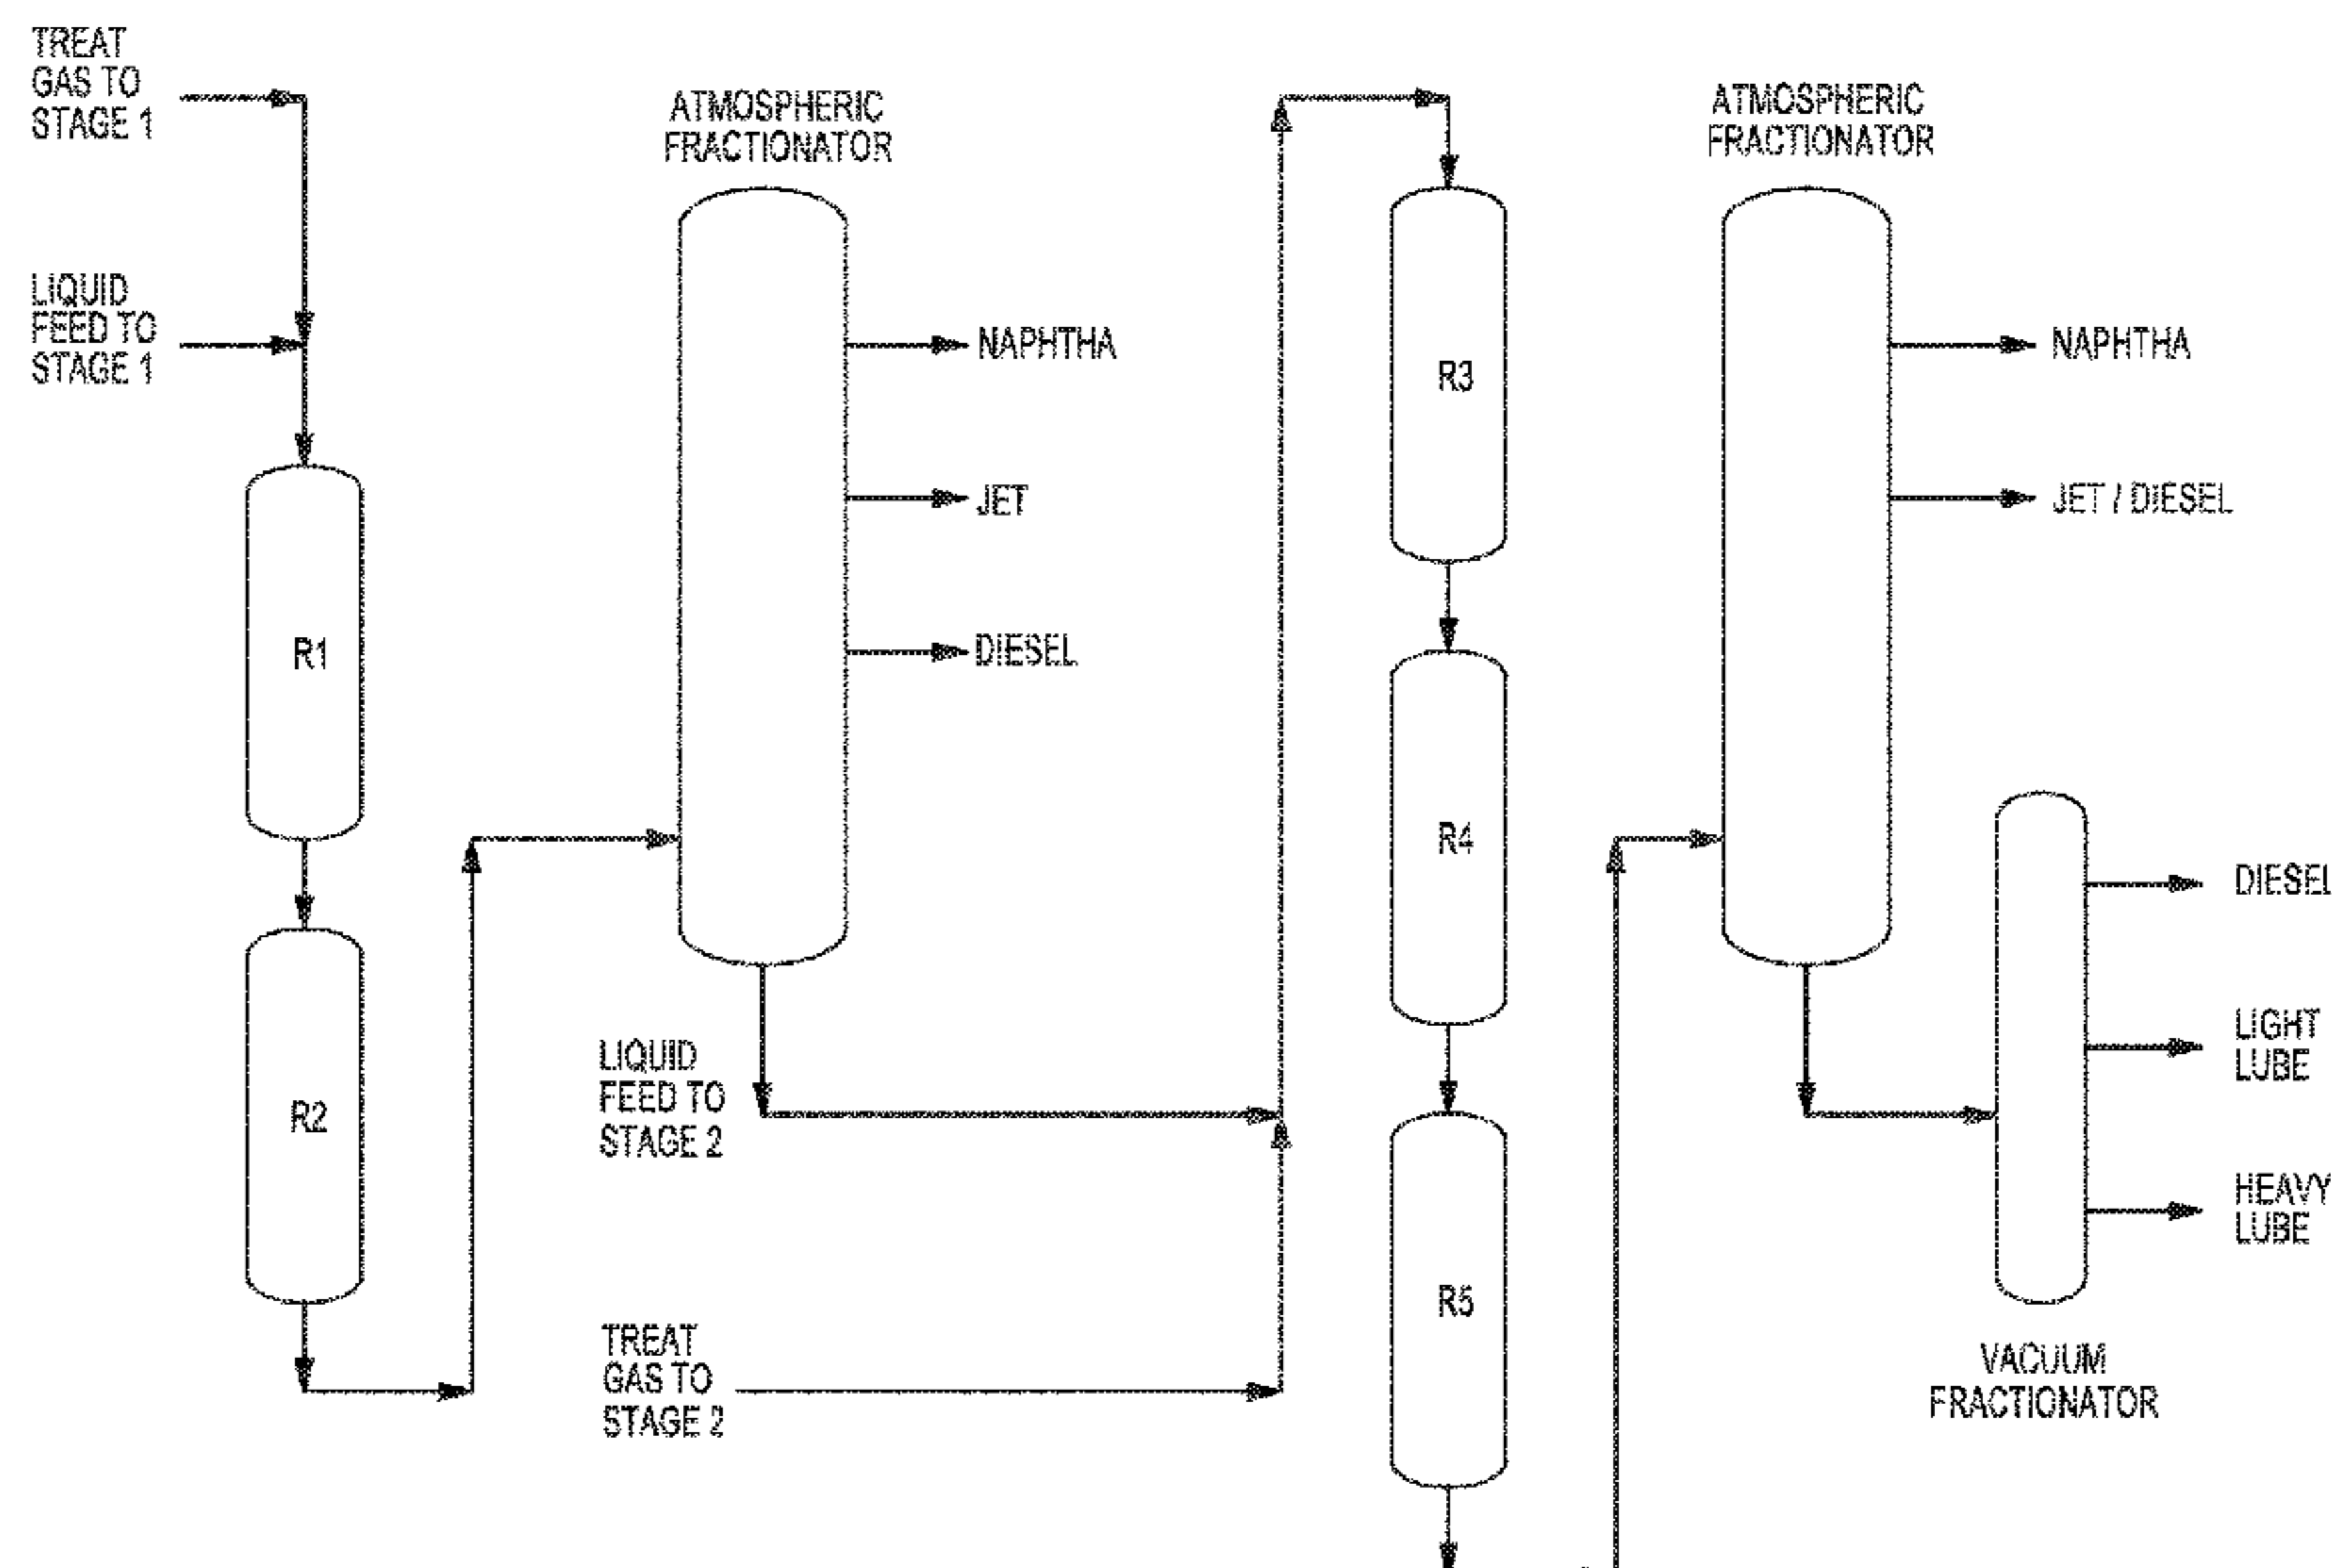 TREAT
GAS TO
STAGE 1
LIQUID
FEED TO
STAGE 1
R1
R2
ATMOSPHERIC
FRACTIONATOR
NAPHTHA
JET
DIESEL
LIQUID
FEED TO
STAGE 2
TREAT
GAS TO
STAGE 2
R3
R4
R5
ATMOSPHERIC
FRACTIONATOR
NAPHTHA
JET / DIESEL
DIESEL
LIGHT
LUBE
HEAVY
LUBE
VACUUM
FRACTIONATOR